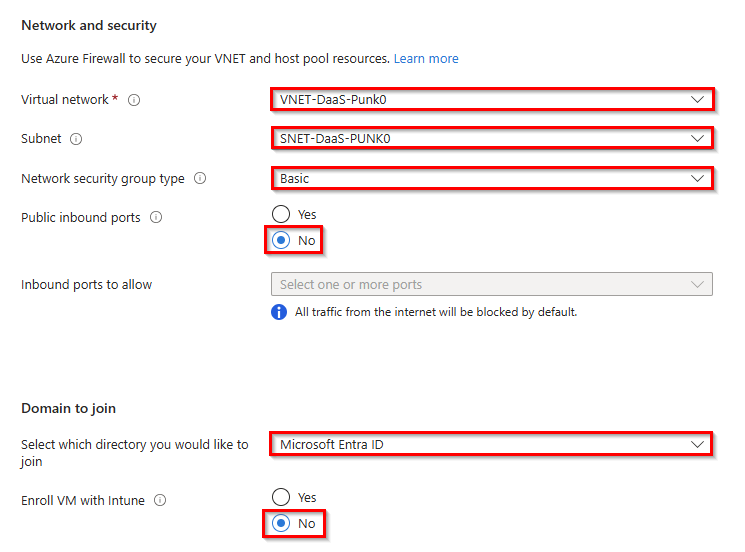 Network and security
Use Azure Firewall to secure your VNET and host pool resources. Learn more
Virtual network *
VNET-DaaS-Punk0
Subnet
SNET-DaaS-PUNK0
Network security group type
Basic
Public inbound ports
Yes
No
Inbound ports to allow
Select one or more ports
All traffic from the internet will be blocked by default.
Domain to join
Select which directory you would like to
join
Microsoft Entra ID
Enroll VM with Intune
Yes
No